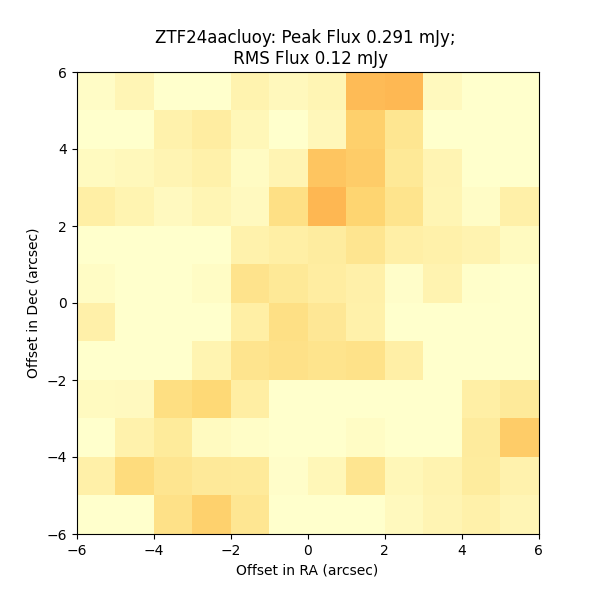 ZTF24aacluoy: Peak Flux 0.291 mJy;
RMS Flux 0.12 mJy
6
4
2
0
−2
−4
−6
Offset in Dec (arcsec)
−6 −4 −2 0 2 4 6
Offset in RA (arcsec)